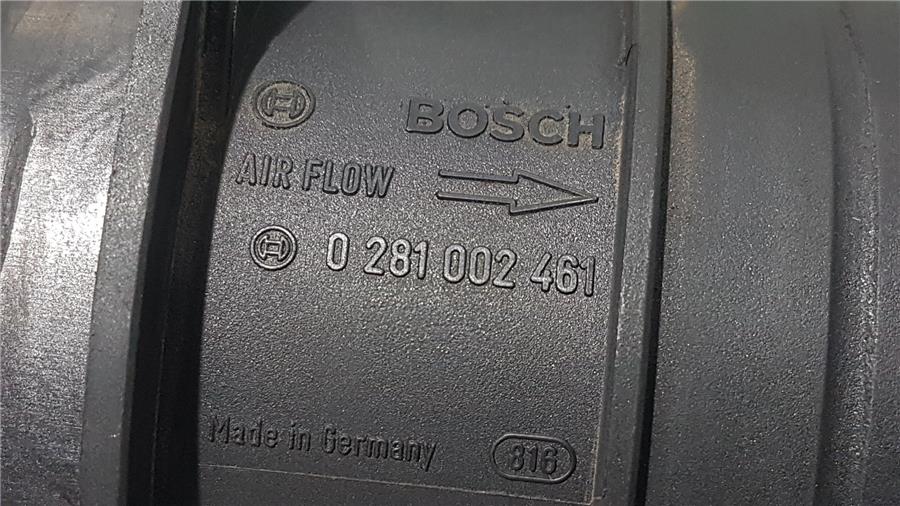 BOSCH
AIR FLOW
0 281 002 461
Made in Germany
816